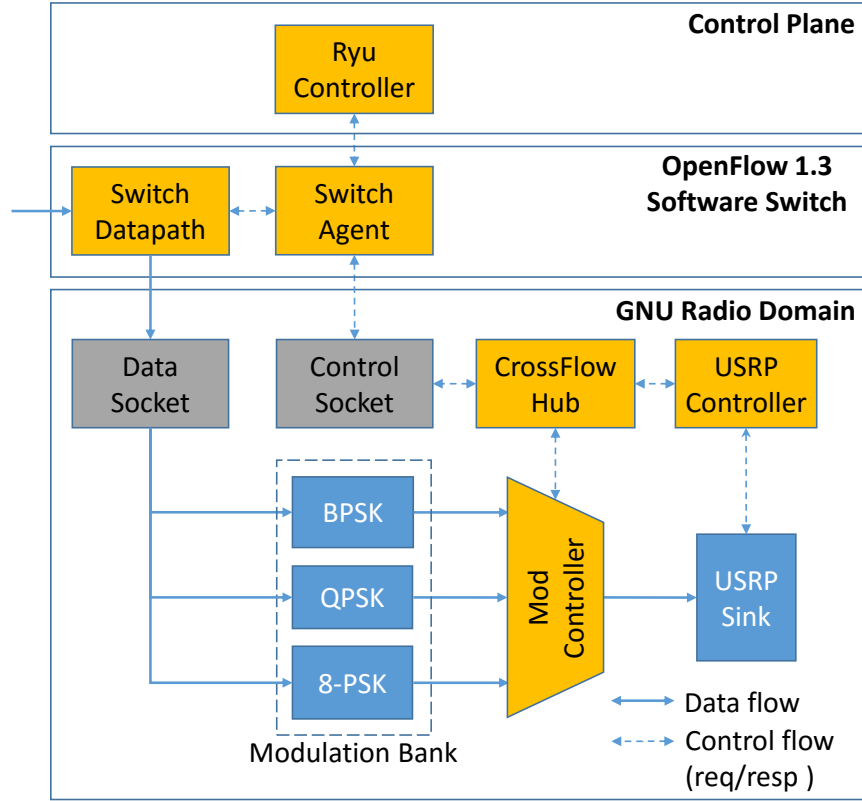 Control Plane
Ryu
Controller
OpenFlow 1.3
Software Switch
Switch
Datapath
Switch
Agent
GNU Radio Domain
Data
Socket
Control
Socket
CrossFlow
Hub
USRP
Controller
BPSK
QPSK
8-PSK
Modulation Bank
Mod
Controller
USRP
Sink
Data flow
Control flow
(req/resp )